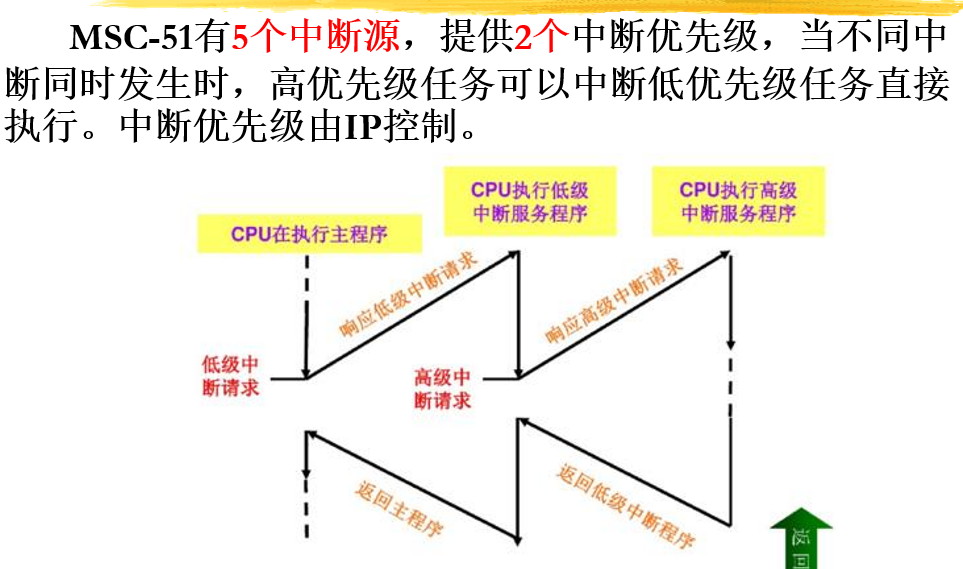 MSC-51有5个中断源，提供2个中断优先级，当不同中
断同时发生时，高优先级任务可以中断低优先级任务直接
执行。中断优先级由IP控制。
CPU执行低级
中断服务程序
CPU执行高级
中断服务程序
CPU在执行主程序
响应低级中断请求
响应高级中断请求
低级中
断请求
高级中
断请求
返回主程序
返回低级中断程序
返回